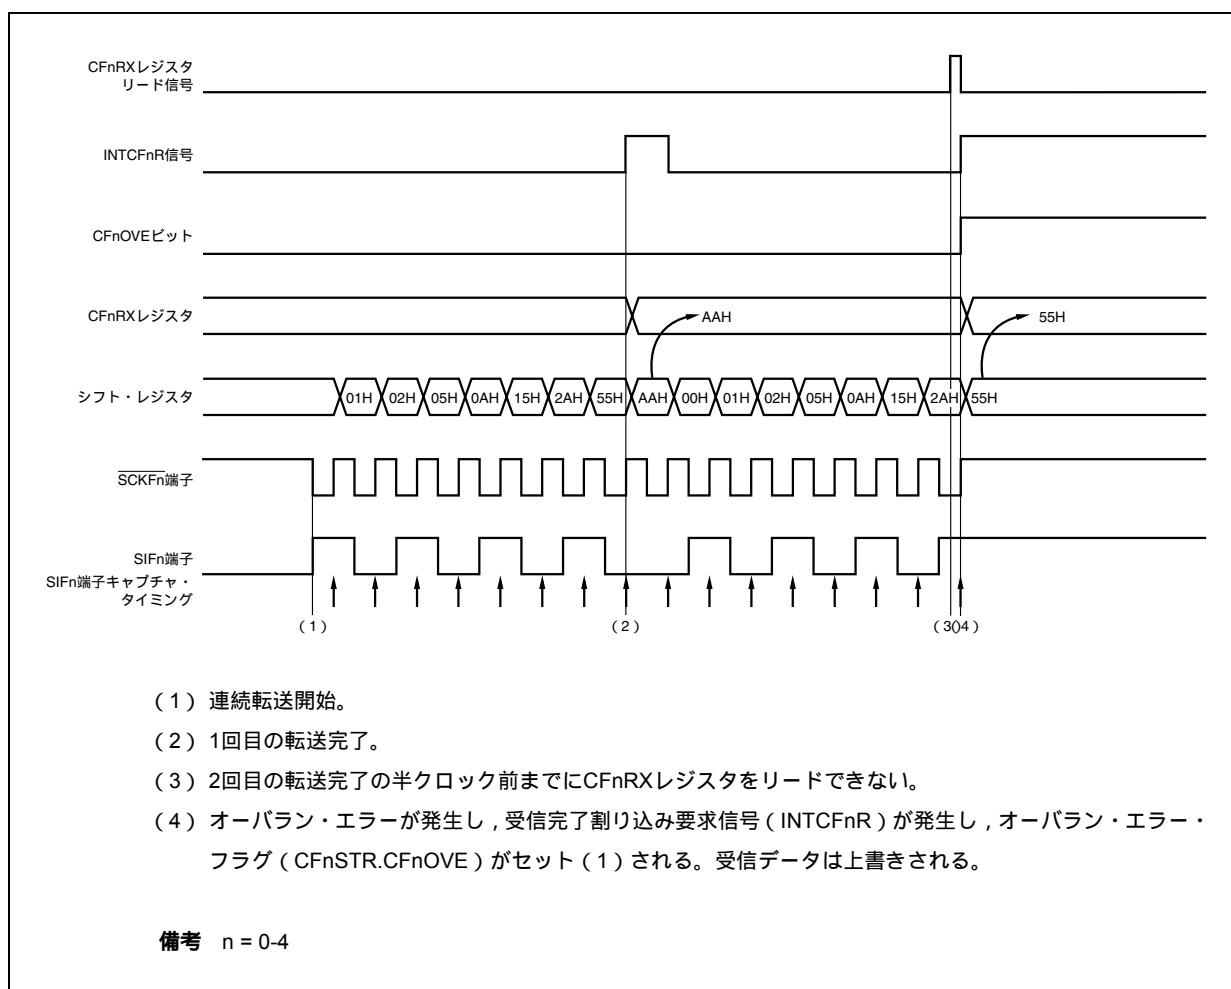 CFnRXレジスタ
リード信号
INTCFnR信号
CFnOVEビット
CFnRXレジスタ
AAH
55H
シフト・レジスタ
01H 02H 05H 0AH 15H 2AH 55H AAH 00H 01H 02H 05H 0AH 15H 2AH 55H
SCKFn端子
SIFn端子
SIFn端子キャプチャ・
タイミング
(1) (2) (3)(4)
(1) 連続転送開始。
(2) 1回目の転送完了。
(3) 2回目の転送完了の半クロック前までにCFnRXレジスタをリードできない。
(4) オーバラン・エラーが発生し,受信完了割り込み要求信号(INTCFnR)が発生し,オーバラン・エラー・
フラグ(CFnSTR.CFnOVE)がセット(1)される。受信データは上書きされる。
備考 n = 0-4